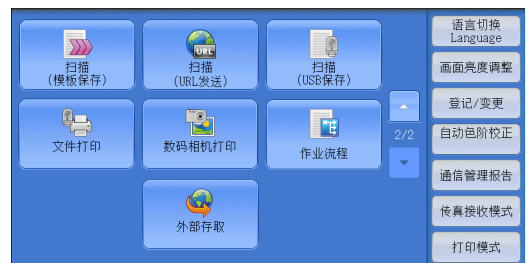 扫描
(模板保存)
URL
扫描
(URL发送)
扫描
(USB保存)
文件打印
数码相机打印
作业流程
外部存取
2/2
语言切换
Language
画面亮度调整
登记/变更
自动色阶校正
通信管理报告
传真接收模式
打印模式